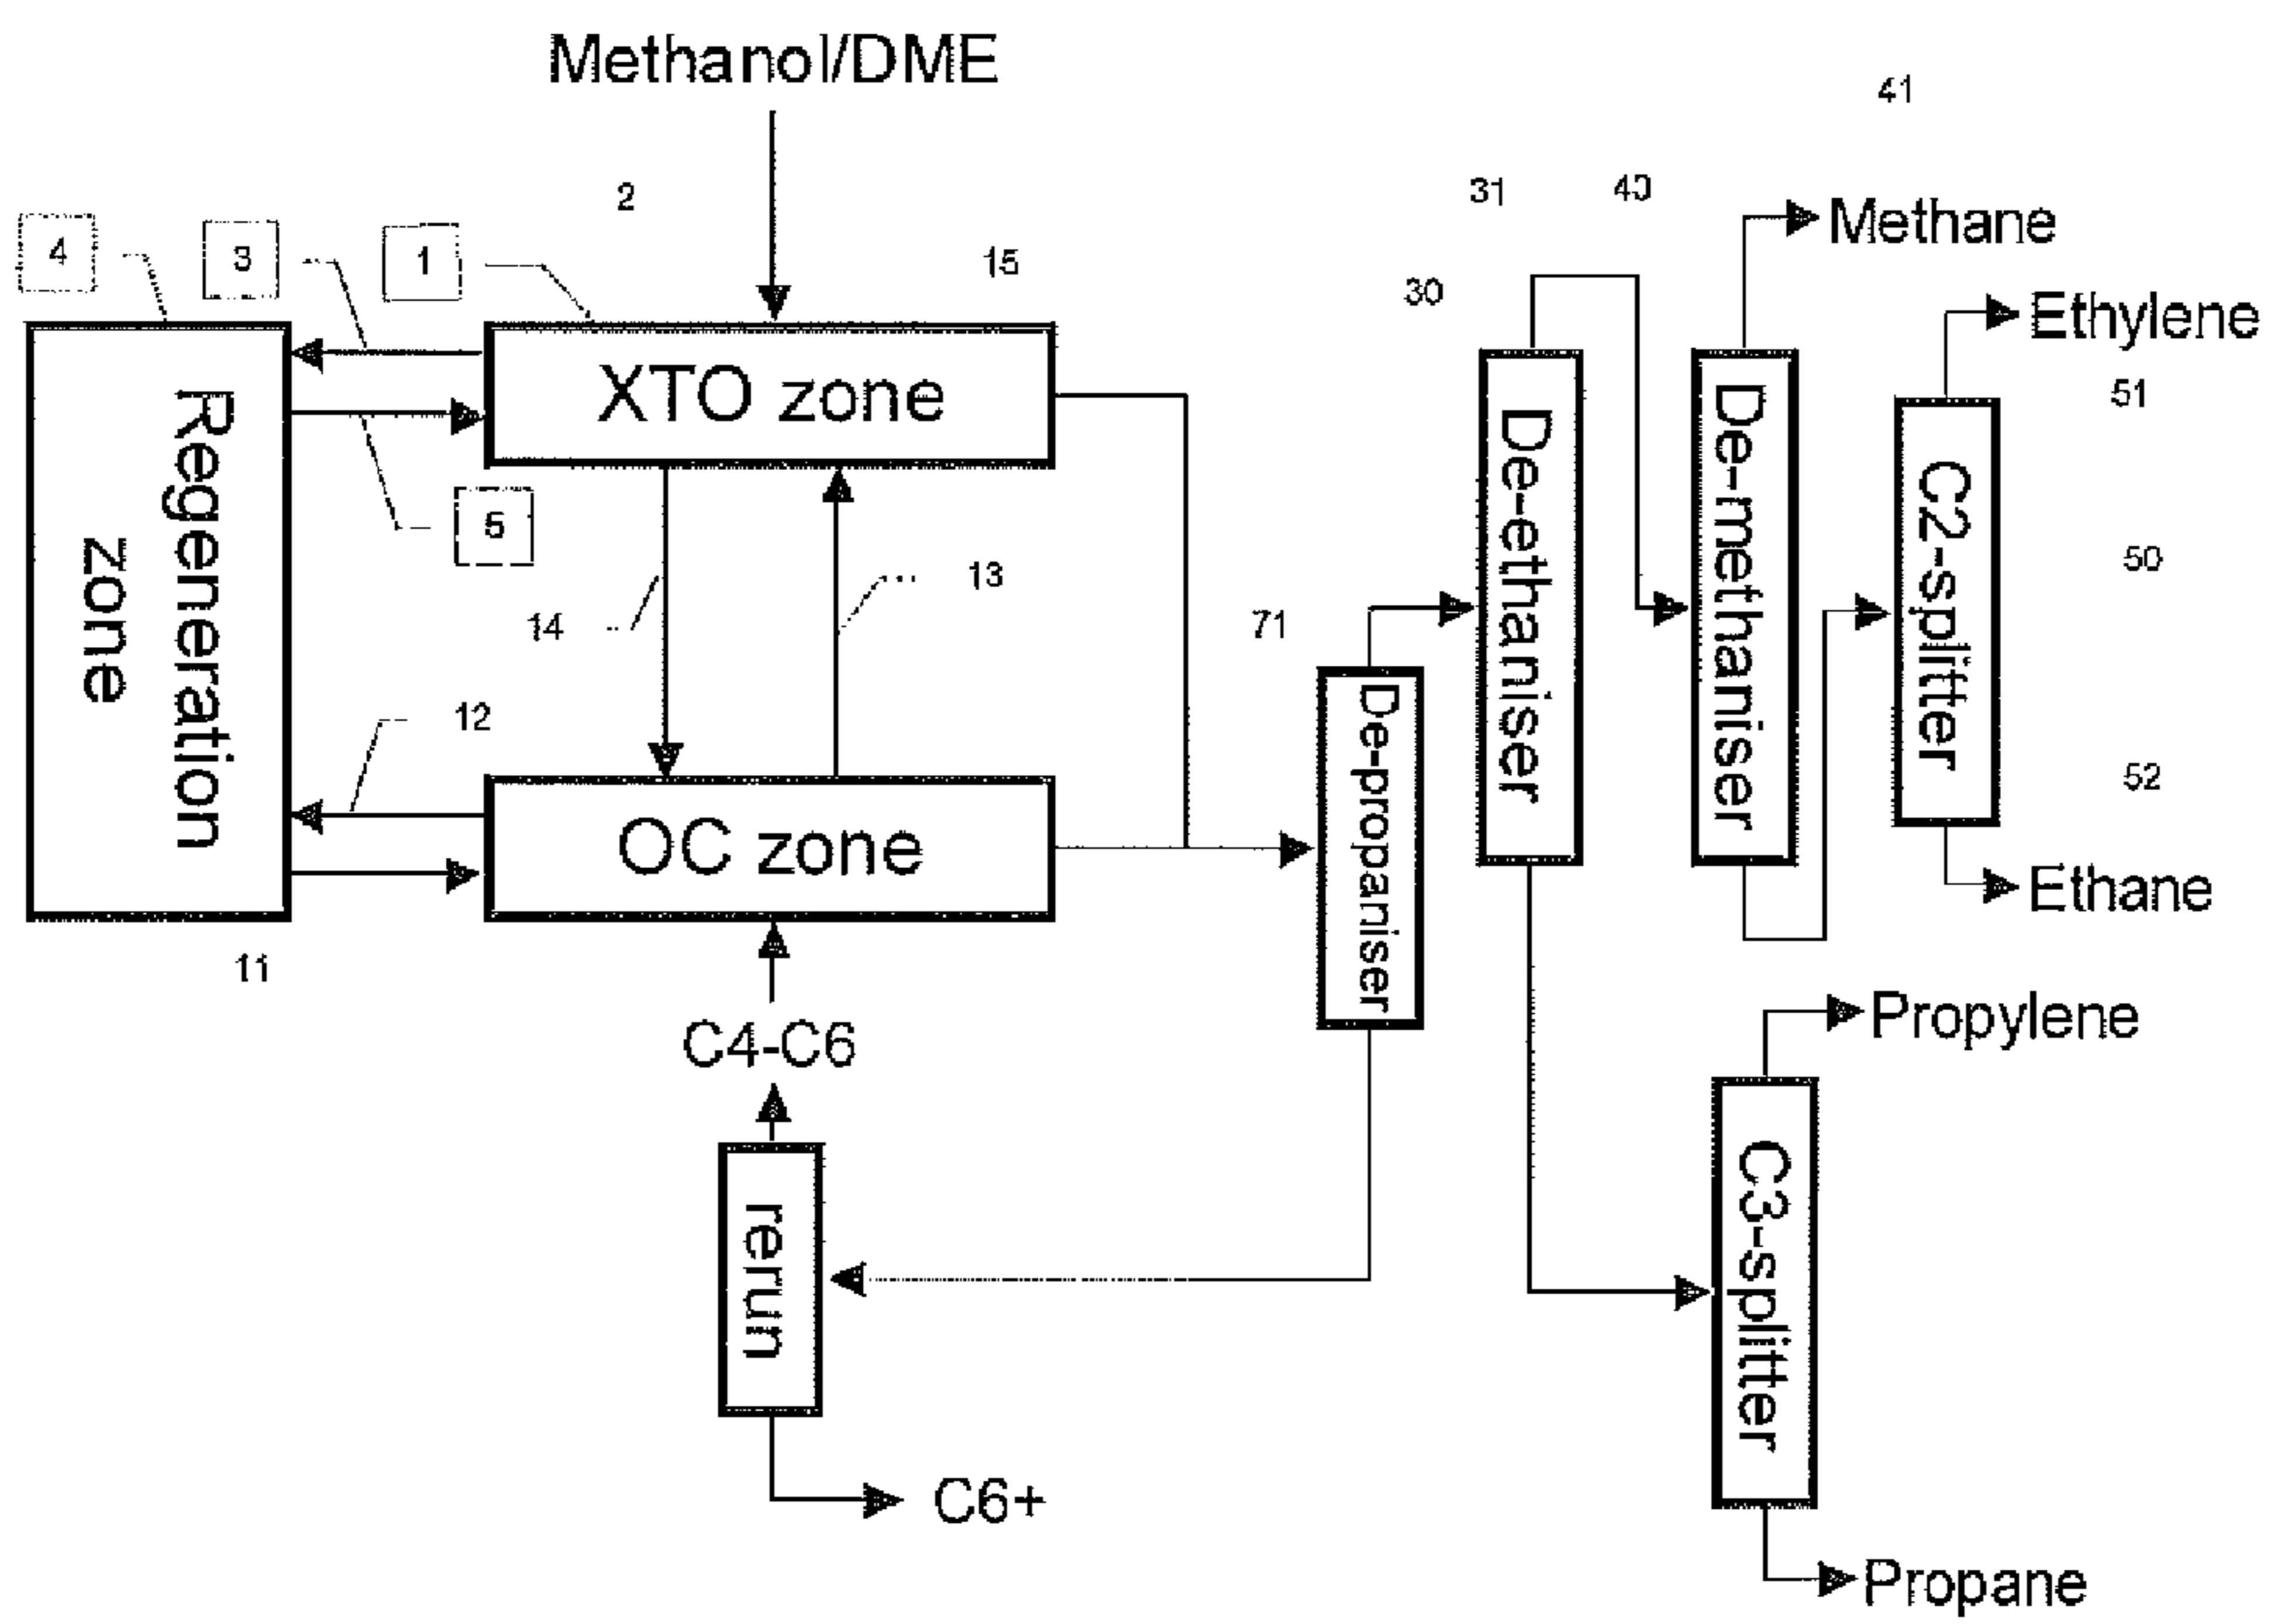 Methanol/DME
41
2
31
40
Methane
4
3
1
15
30
Ethylene
XTO zone
51
Regeneration
zone
5
De-ethaniser
De-methaniser
C2-splitter
50
14
13
71
12
De-propaniser
52
OC zone
Ethane
11
C4-C6
Propylene
rerun
C3-splitter
C6+
Propane